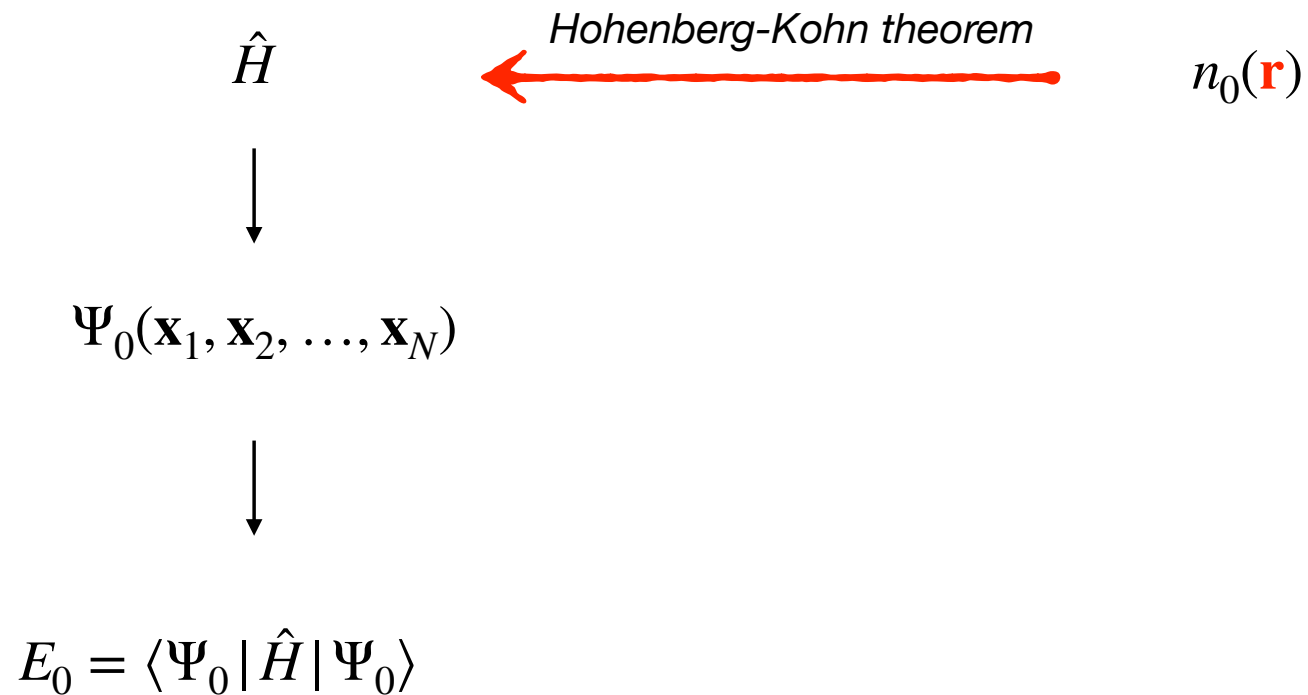 Hohenberg-Kohn theorem
Ĥ
n₀(r)
Ψ₀(x₁, x₂, …, x_N)
E₀ = ⟨Ψ₀ | Ĥ | Ψ₀⟩